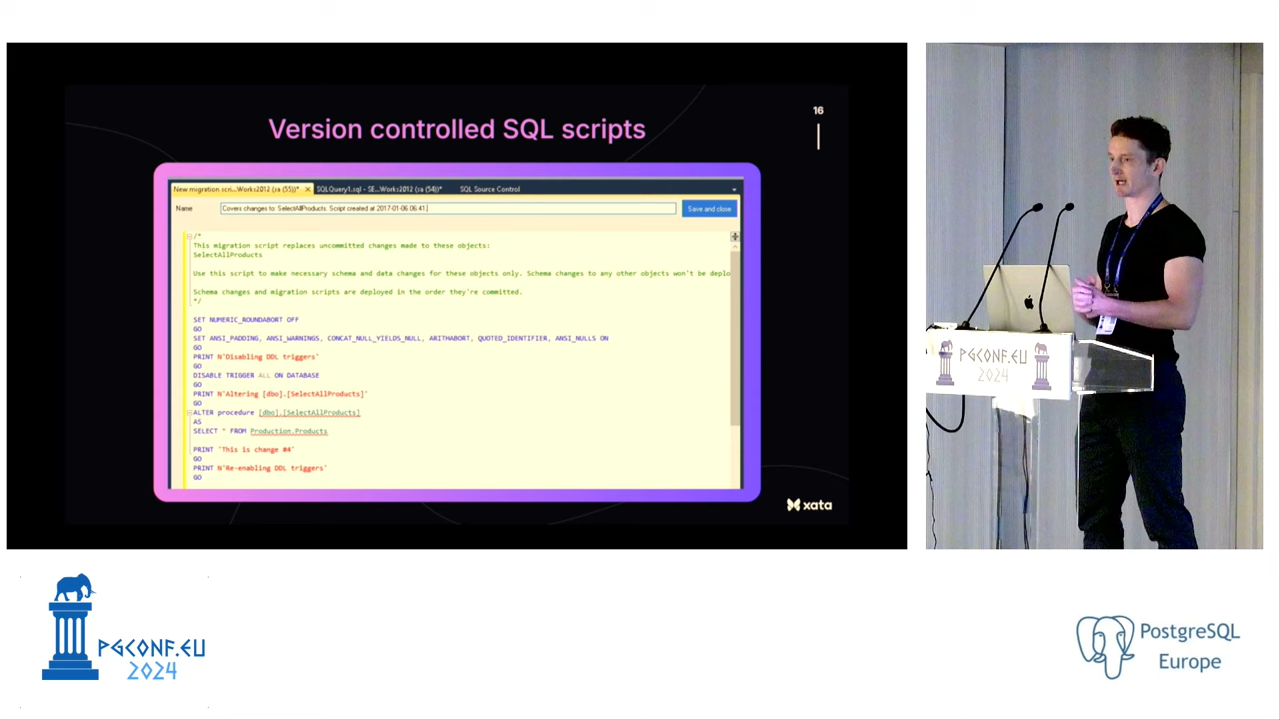 Version controlled SQL scripts
16
New migration scri...Works2012 (sa (55))* × SQLQuery1.sql - SE...Works2012 (sa (54))* SQL Source Control
Name Covers changes to: SelectAllProducts. Script created at 2017-01-06 06:41. Save and close
/*
This migration script replaces uncommitted changes made to these objects:
SelectAllProducts
Use this script to make necessary schema and data changes for these objects only. Schema changes to any other objects won't be deplo
Schema changes and migration scripts are deployed in the order they're committed.
*/
SET NUMERIC_ROUNDABORT OFF
GO
SET ANSI_PADDING, ANSI_WARNINGS, CONCAT_NULL_YIELDS_NULL, ARITHABORT, QUOTED_IDENTIFIER, ANSI_NULLS ON
GO
PRINT N'Disabling DDL triggers'
GO
DISABLE TRIGGER ALL ON DATABASE
GO
PRINT N'Altering [dbo].[SelectAllProducts]'
GO
ALTER procedure [dbo].[SelectAllProducts]
AS
SELECT * FROM Production.Products
PRINT 'This is change #4'
GO
PRINT N'Re-enabling DDL triggers'
GO
xata
PGCONF.EU
2024
PGCONF.EU
2024
PostgreSQL
Europe